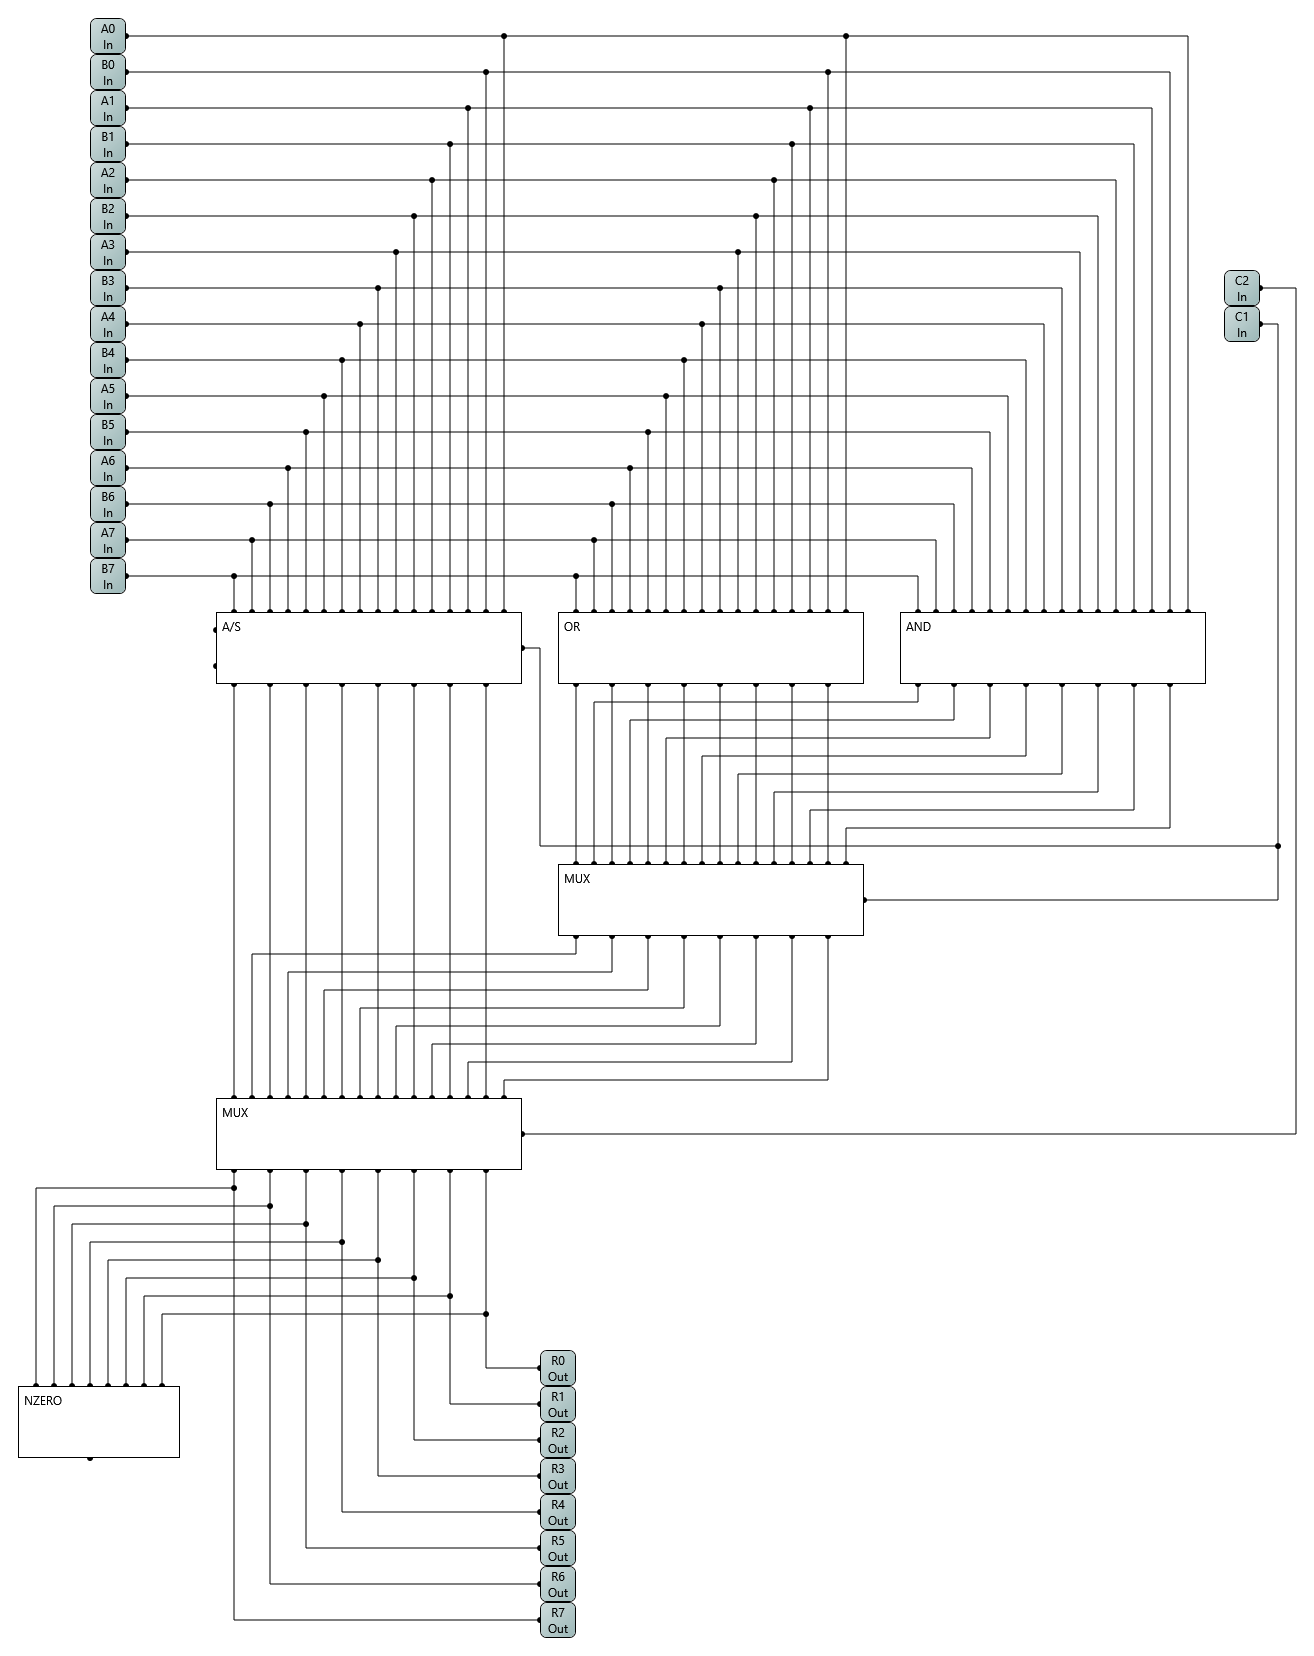 A0
In
B0
In
A1
In
B1
In
A2
In
B2
In
A3
In
B3
In
C2
In
A4
In
C1
In
B4
In
A5
In
B5
In
A6
In
B6
In
A7
In
B7
In
A/S
OR
AND
MUX
MUX
R0
Out
NZERO
R1
Out
R2
Out
R3
Out
R4
Out
R5
Out
R6
Out
R7
Out